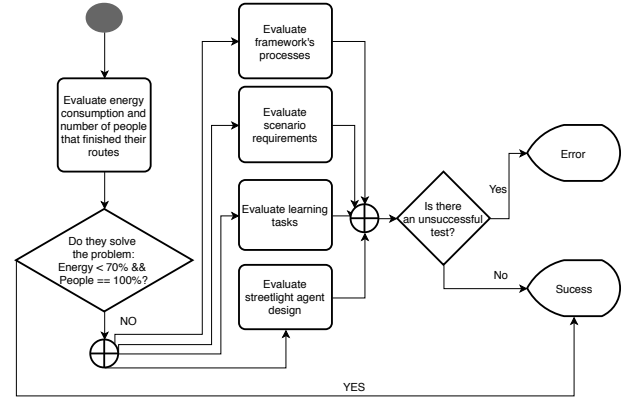 Evaluate energy
consumption and
number of people
that finished their
routes
Do they solve
the problem:
Energy < 70% &&
People == 100%?
NO
YES
Evaluate
framework's
processes
Evaluate
scenario
requirements
Evaluate learning
tasks
Evaluate
streetlight agent
design
Is there
an unsuccessful
test?
Yes
No
Error
Sucess